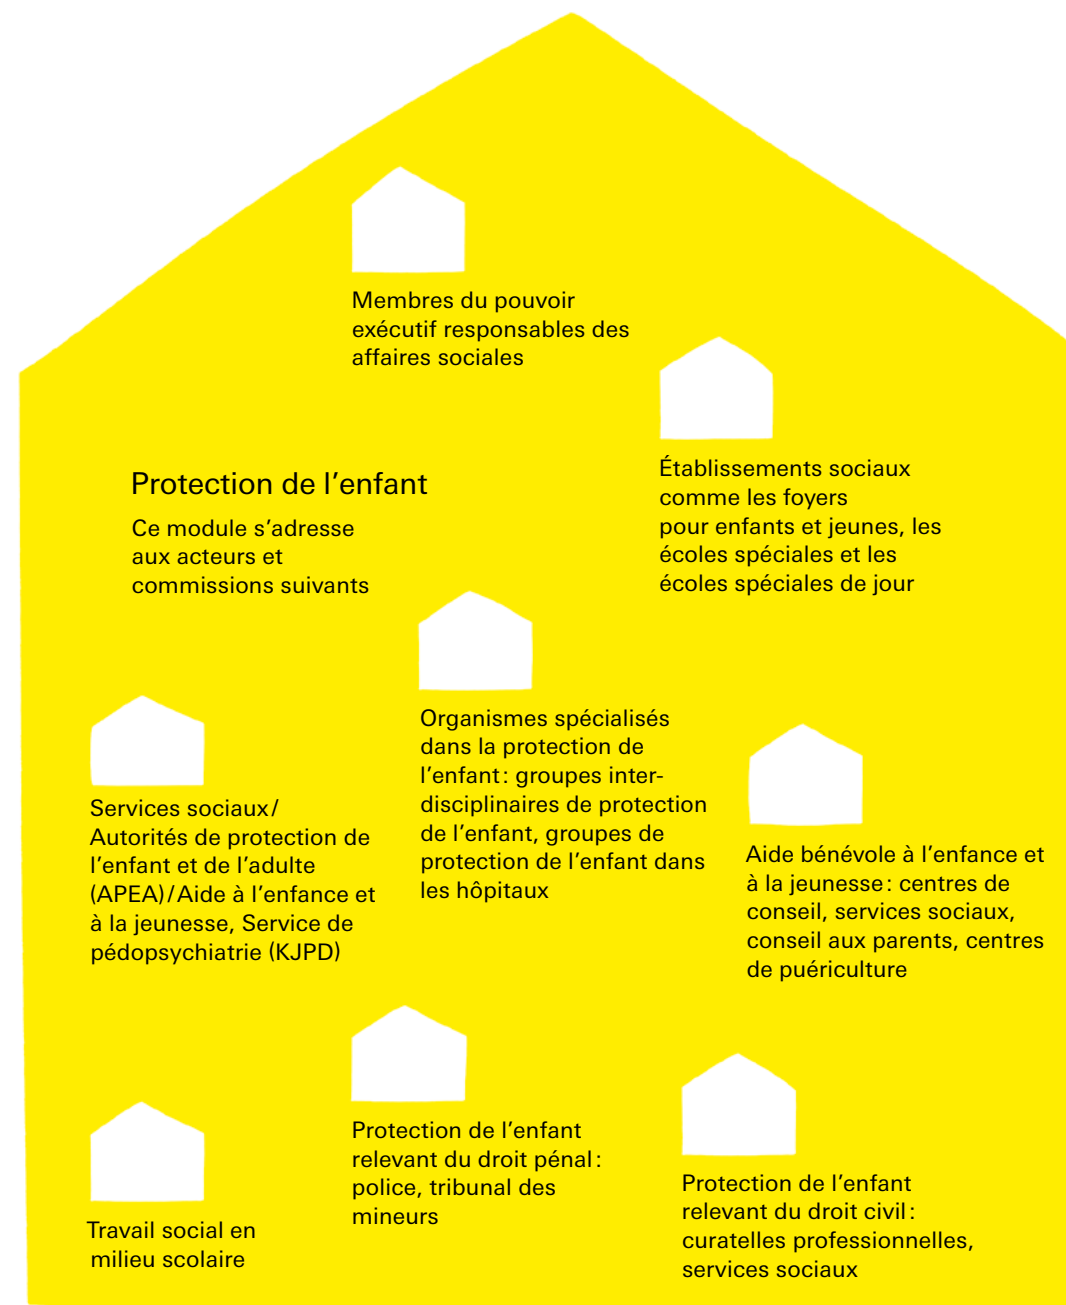 Membres du pouvoir
exécutif responsables des
affaires sociales
Établissements sociaux
comme les foyers
pour enfants et jeunes, les
écoles spéciales et les
écoles spéciales de jour
Protection de l’enfant
Ce module s’adresse
aux acteurs et
commissions suivants
Organismes spécialisés
dans la protection de
l’enfant : groupes inter-
disciplinaires de protection
de l’enfant, groupes de
protection de l’enfant dans
les hôpitaux
Services sociaux /
Autorités de protection de
l’enfant et de l’adulte
(APEA) / Aide à l’enfance et
à la jeunesse, Service de
pédopsychiatrie (KJPD)
Aide bénévole à l’enfance et
à la jeunesse : centres de
conseil, services sociaux,
conseil aux parents, centres
de puériculture
Protection de l’enfant
relevant du droit pénal :
police, tribunal des
mineurs
Protection de l’enfant
relevant du droit civil :
curatelles professionnelles,
services sociaux
Travail social en
milieu scolaire